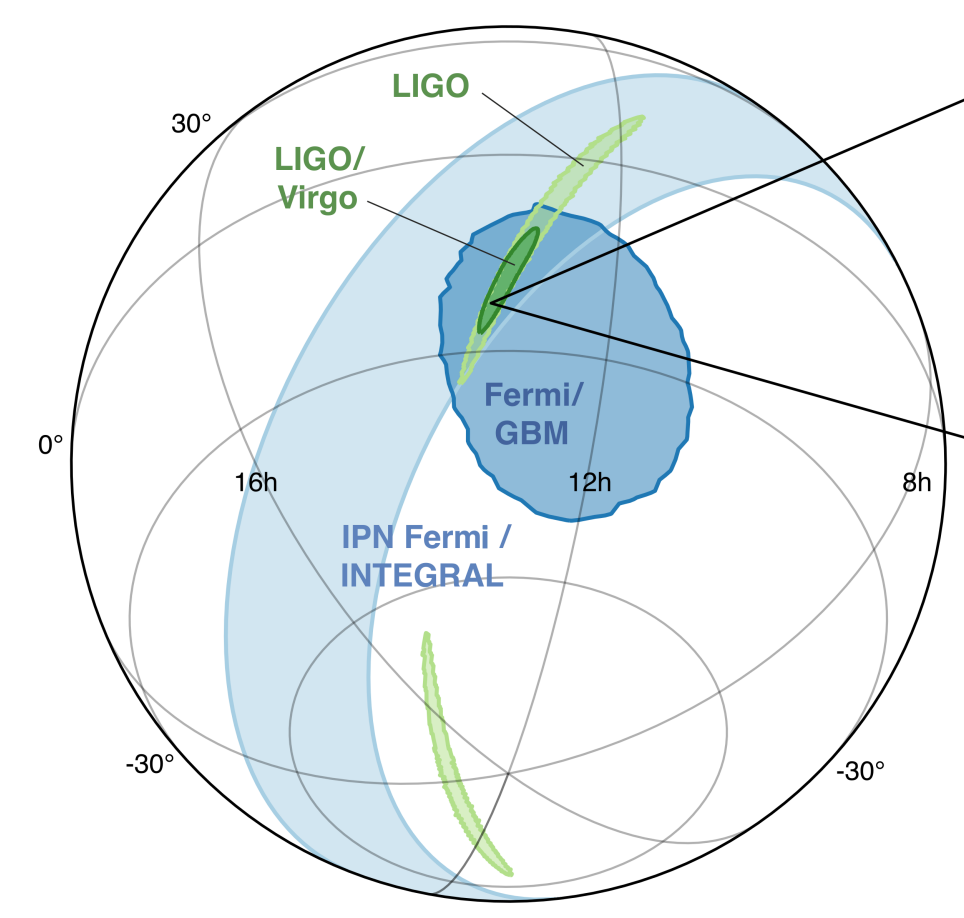 LIGO
30°
LIGO/
Virgo
Fermi/
GBM
0°
16h
12h
8h
IPN Fermi /
INTEGRAL
-30°
-30°